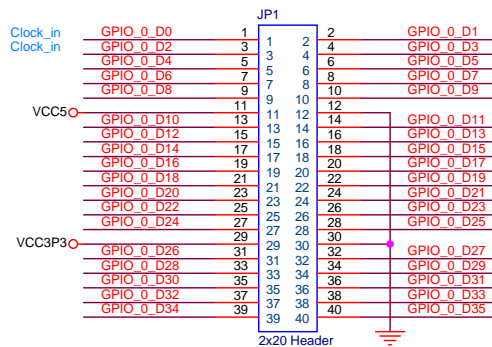 JP1
Clock_in GPIO_0_D0 1 1 2 2 GPIO_0_D1
Clock_in GPIO_0_D2 3 3 4 4 GPIO_0_D3
GPIO_0_D4 5 5 6 6 GPIO_0_D5
GPIO_0_D6 7 7 8 8 GPIO_0_D7
GPIO_0_D8 9 9 10 10 GPIO_0_D9
VCC5 11 11 12 12
GPIO_0_D10 13 13 14 14 GPIO_0_D11
GPIO_0_D12 15 15 16 16 GPIO_0_D13
GPIO_0_D14 17 17 18 18 GPIO_0_D15
GPIO_0_D16 19 19 20 20 GPIO_0_D17
GPIO_0_D18 21 21 22 22 GPIO_0_D19
GPIO_0_D20 23 23 24 24 GPIO_0_D21
GPIO_0_D22 25 25 26 26 GPIO_0_D23
GPIO_0_D24 27 27 28 28 GPIO_0_D25
VCC3P3 29 29 30 30
GPIO_0_D26 31 31 32 32 GPIO_0_D27
GPIO_0_D28 33 33 34 34 GPIO_0_D29
GPIO_0_D30 35 35 36 36 GPIO_0_D31
GPIO_0_D32 37 37 38 38 GPIO_0_D33
GPIO_0_D34 39 39 40 40 GPIO_0_D35
2x20 Header